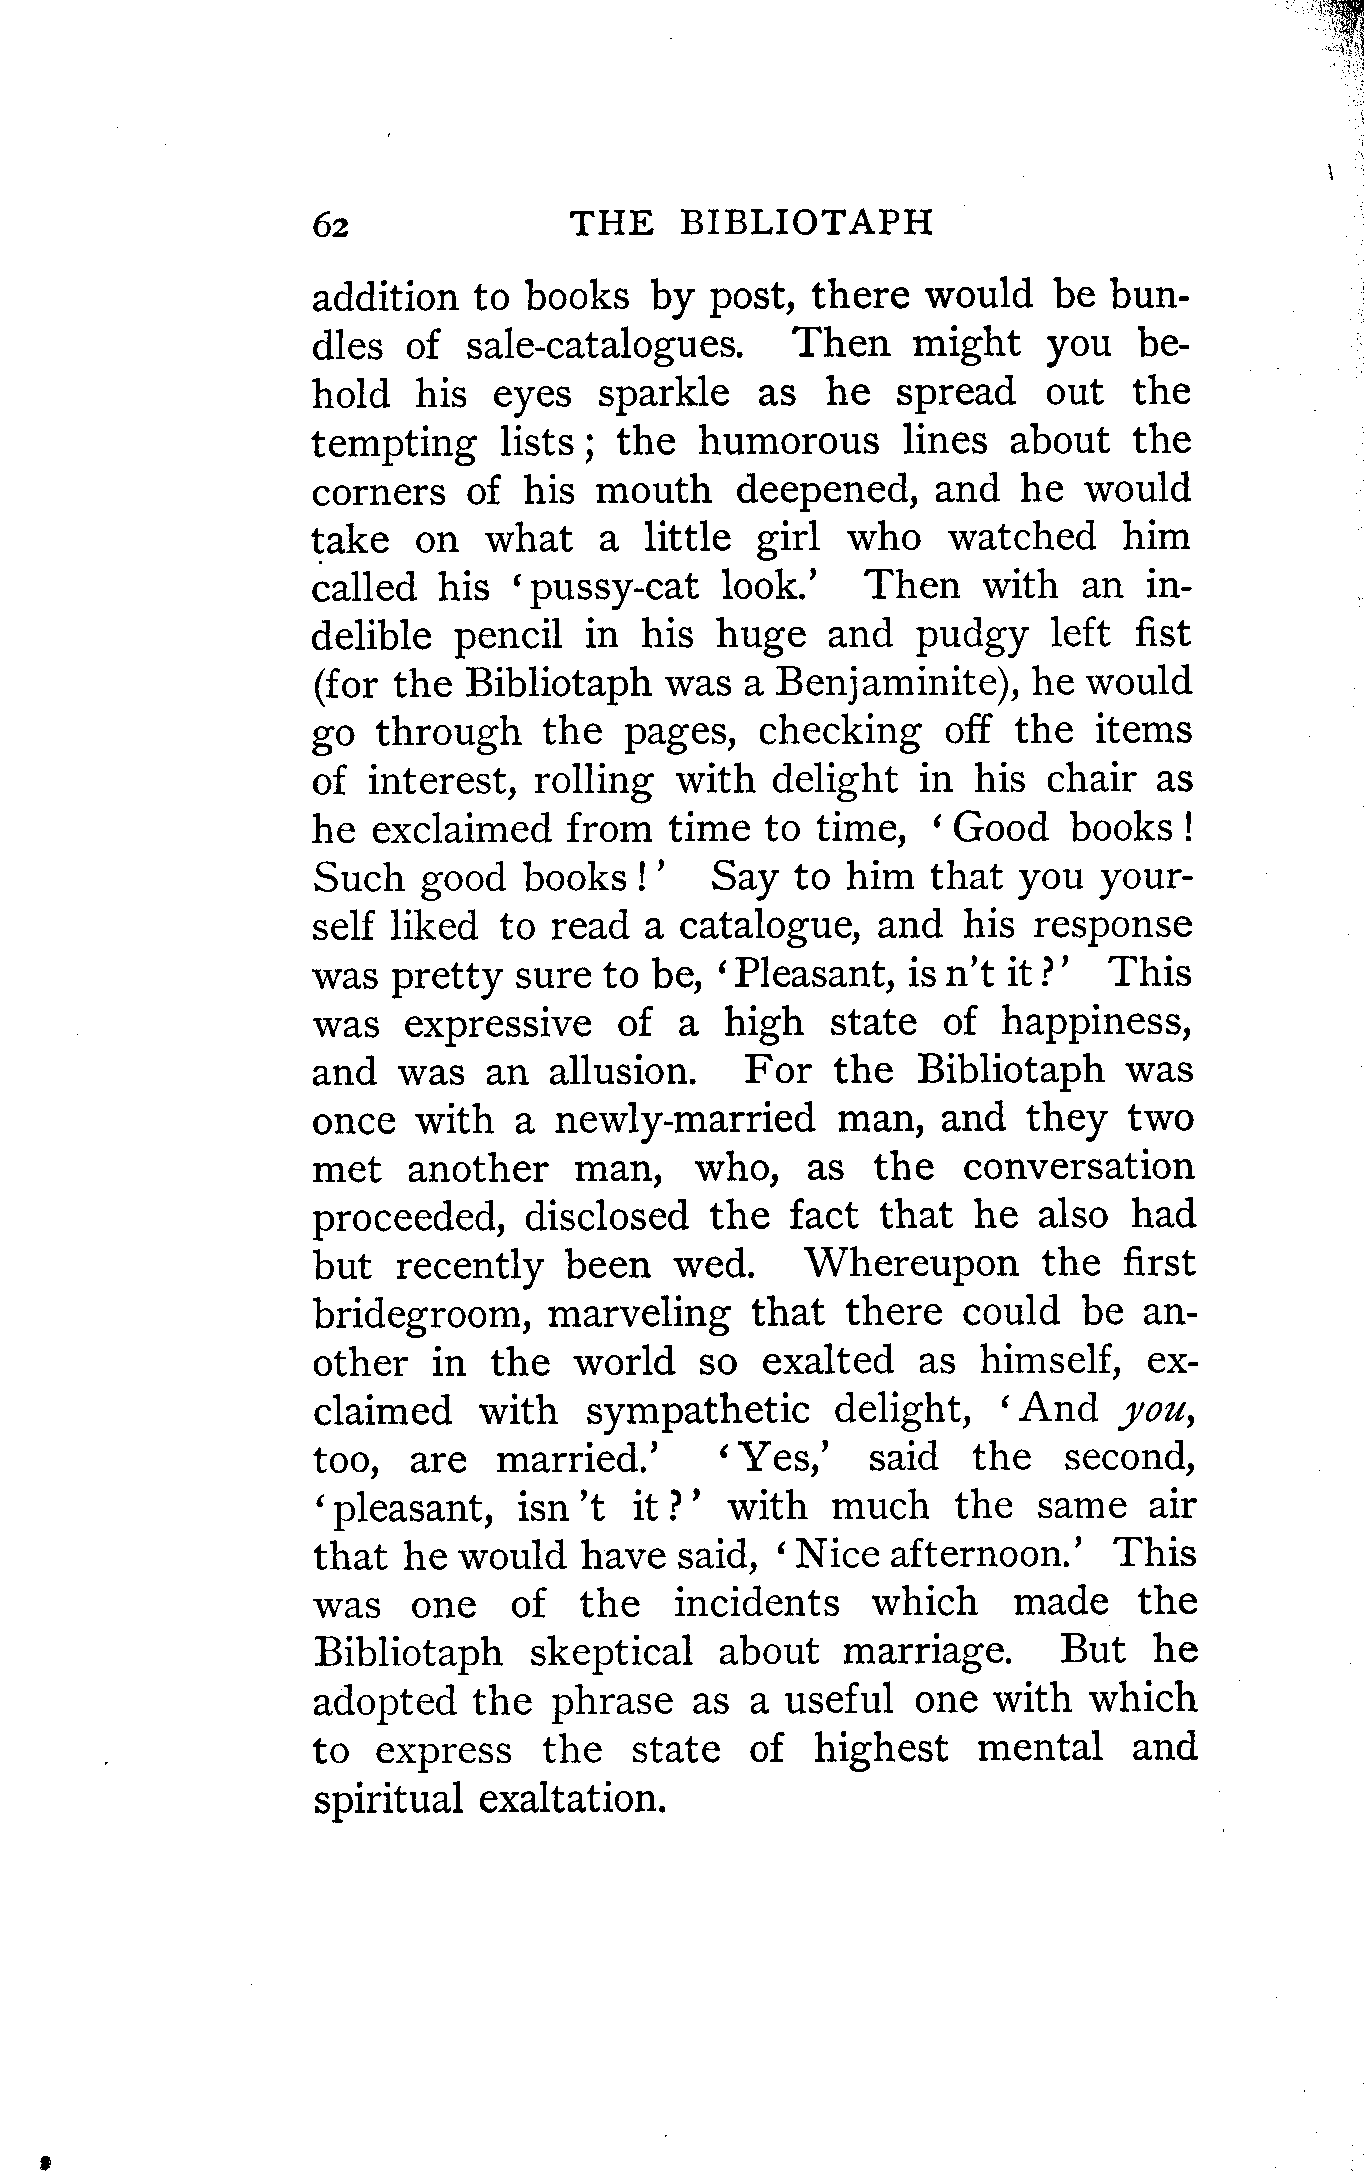 62 THE BIBLIOTAPH
addition to books by post, there would be bun-
dles of sale-catalogues. Then might you be-
hold his eyes sparkle as he spread out the
tempting lists; the humorous lines about the
corners of his mouth deepened, and he would
take on what a little girl who watched him
called his ‘pussy-cat look.’ Then with an in-
delible pencil in his huge and pudgy left fist
(for the Bibliotaph was a Benjaminite), he would
go through the pages, checking off the items
of interest, rolling with delight in his chair as
he exclaimed from time to time, ‘Good books!
Such good books!’ Say to him that you your-
self liked to read a catalogue, and his response
was pretty sure to be, ‘Pleasant, is n’t it?’ This
was expressive of a high state of happiness,
and was an allusion. For the Bibliotaph was
once with a newly-married man, and they two
met another man, who, as the conversation
proceeded, disclosed the fact that he also had
but recently been wed. Whereupon the first
bridegroom, marveling that there could be an-
other in the world so exalted as himself, ex-
claimed with sympathetic delight, ‘And you,
too, are married.’ ‘Yes,’ said the second,
‘pleasant, isn ’t it?’ with much the same air
that he would have said, ‘Nice afternoon.’ This
was one of the incidents which made the
Bibliotaph skeptical about marriage. But he
adopted the phrase as a useful one with which
to express the state of highest mental and
spiritual exaltation.